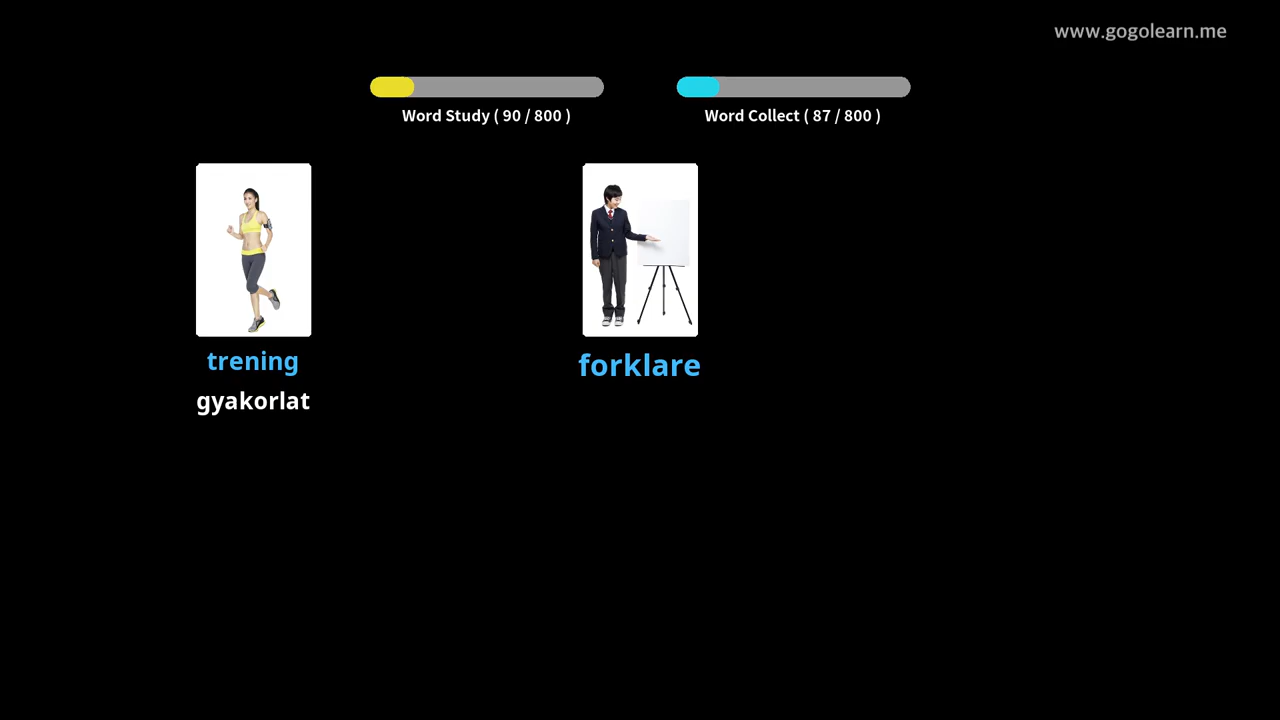 www.gogolearn.me
Word Study ( 90 / 800 )
Word Collect ( 87 / 800 )
trening
gyakorlat
forklare